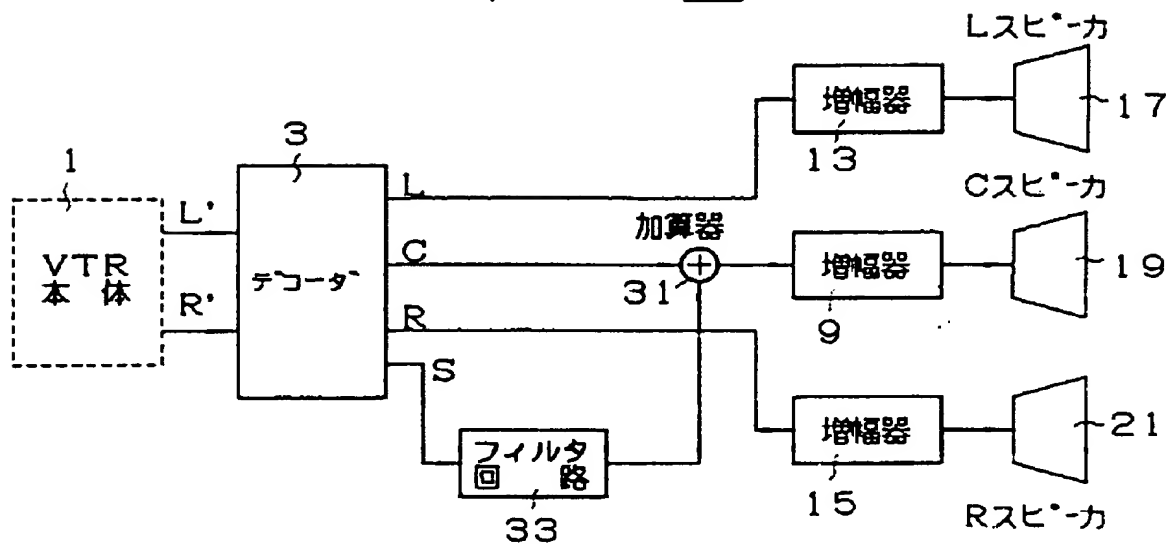 Lスピーカ
増幅器
13
17
3
1
L
L'
Cスピーカ
加算器
VTR
本体
デコーダ
C
31
増幅器
9
19
R'
R
S
フィルタ
回路
33
増幅器
15
21
Rスピーカ